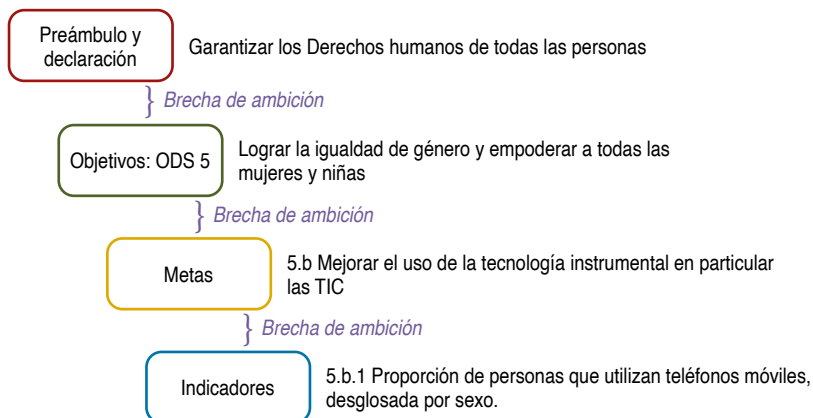 Preámbulo y
declaración
Garantizar los Derechos humanos de todas las personas
} Brecha de ambición
Objetivos: ODS 5
Lograr la igualdad de género y empoderar a todas las
mujeres y niñas
} Brecha de ambición
Metas
5.b Mejorar el uso de la tecnología instrumental en particular
las TIC
} Brecha de ambición
Indicadores
5.b.1 Proporción de personas que utilizan teléfonos móviles,
desglosada por sexo.